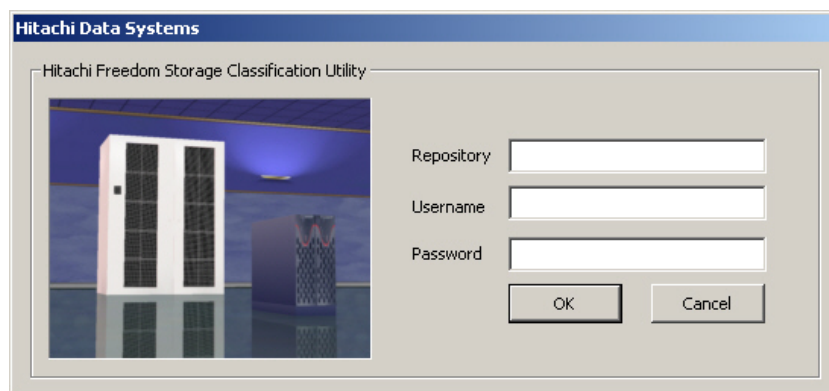 Hitachi Data Systems
Hitachi Freedom Storage Classification Utility
Repository
Username
Password
OK
Cancel